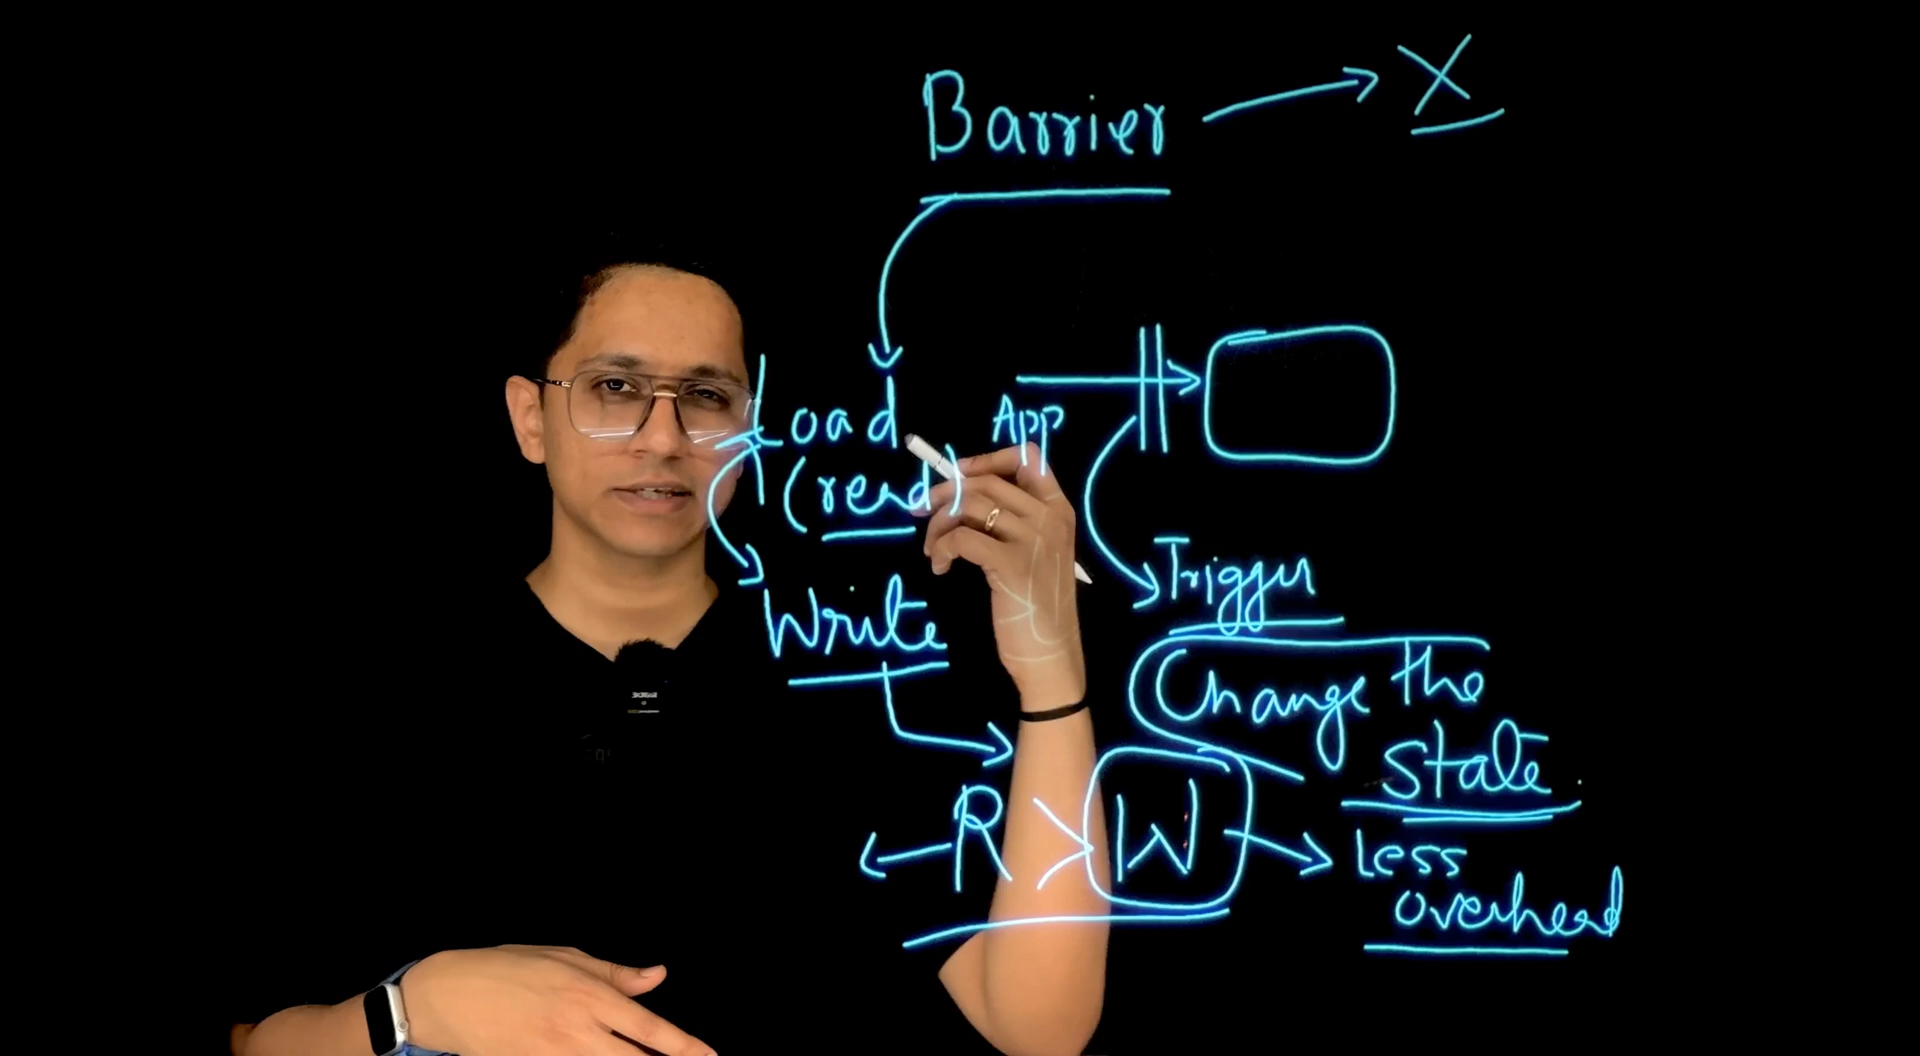 Barrier → X
Load
(read)
App
Write
Trigger
Change the
State.
R > W
Less
overhead